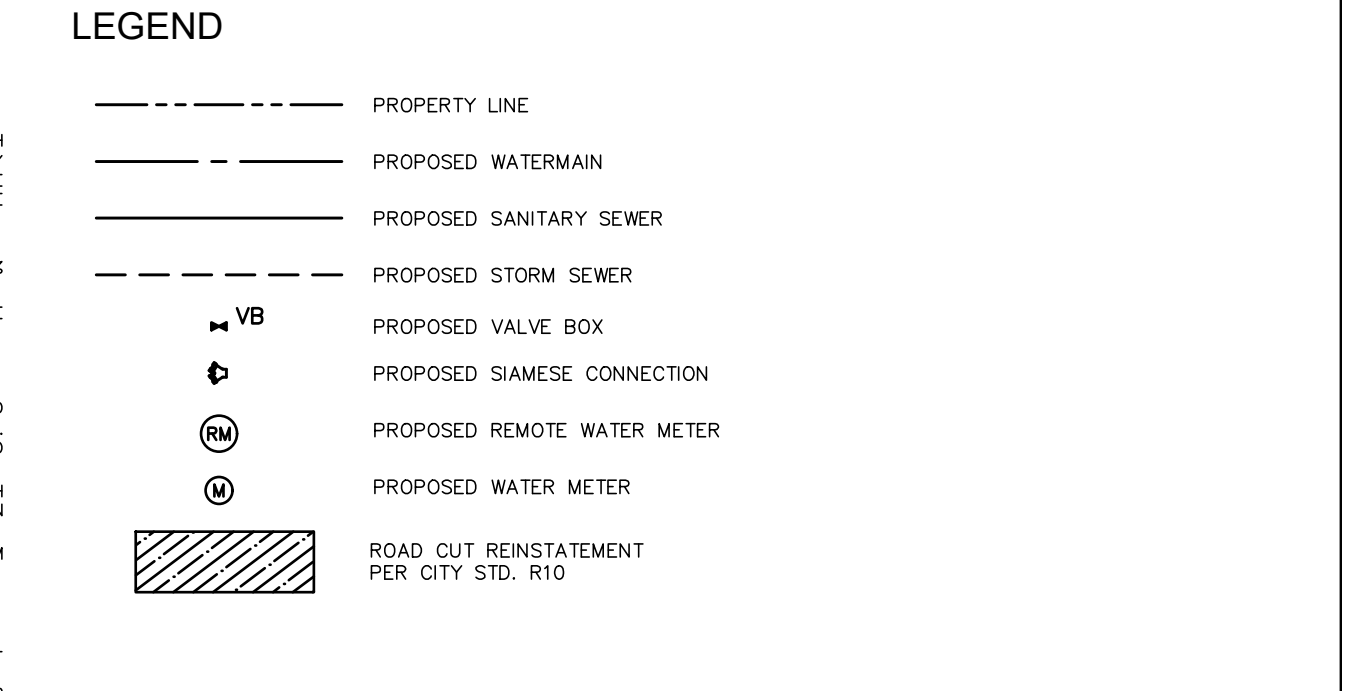 LEGEND
PROPERTY LINE
PROPOSED WATERMAIN
PROPOSED SANITARY SEWER
PROPOSED STORM SEWER
VB PROPOSED VALVE BOX
PROPOSED SIAMESE CONNECTION
RM PROPOSED REMOTE WATER METER
M PROPOSED WATER METER
ROAD CUT REINSTATEMENT
PER CITY STD. R10